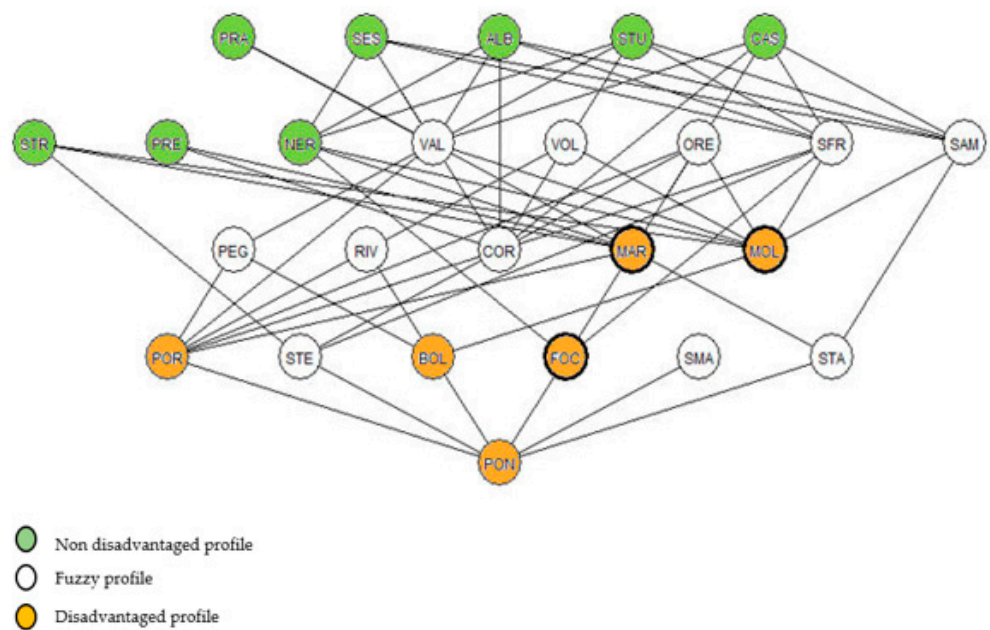 PRA SES ALB STU CAS
STR PRE NER VAL VOL ORE SFR SAM
PEG RIV COR MAR MOL
POR STE BOL FOC SMA STA
PON
Non disadvantaged profile
Fuzzy profile
Disadvantaged profile